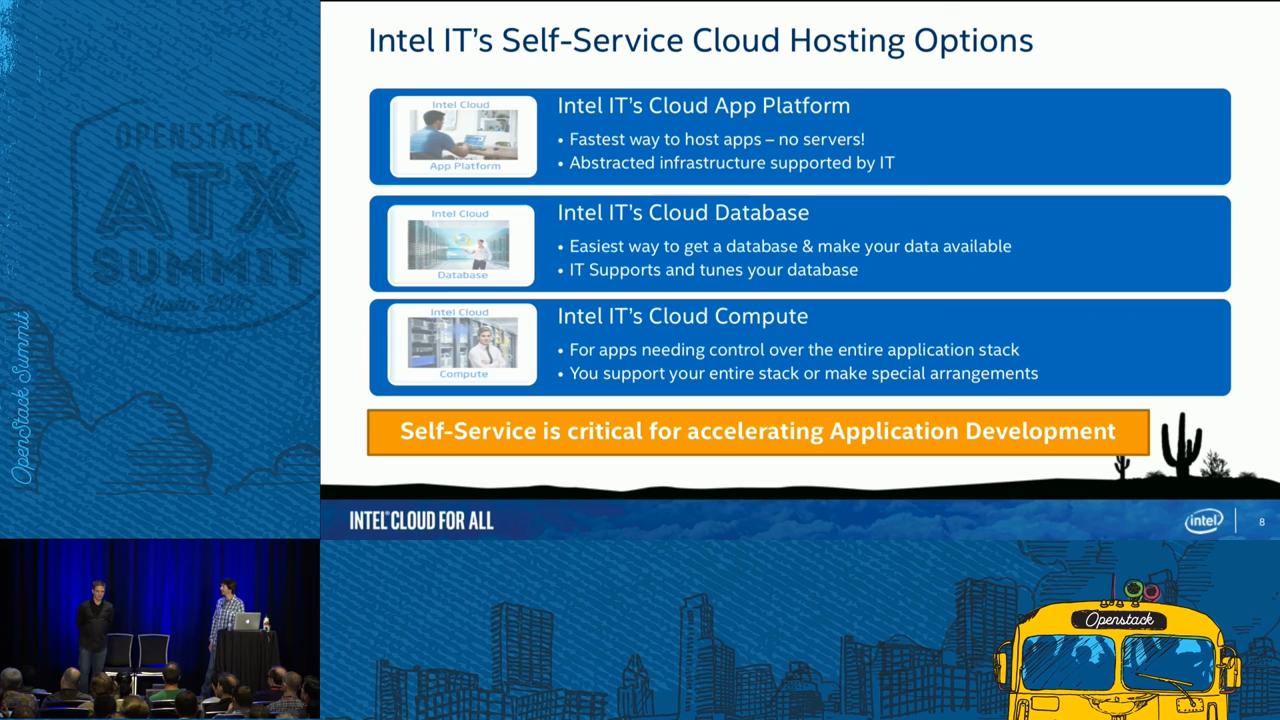 Intel IT's Self-Service Cloud Hosting Options
Intel Cloud
App Platform
Intel IT's Cloud App Platform
• Fastest way to host apps – no servers!
• Abstracted infrastructure supported by IT
Intel Cloud
Database
Intel IT's Cloud Database
• Easiest way to get a database & make your data available
• IT Supports and tunes your database
Intel Cloud
Compute
Intel IT's Cloud Compute
• For apps needing control over the entire application stack
• You support your entire stack or make special arrangements
Self-Service is critical for accelerating Application Development
INTEL® CLOUD FOR ALL
intel
8
OPENSTACK
ATX
SUMMIT
Austin 2016
OpenStack Summit
Openstack